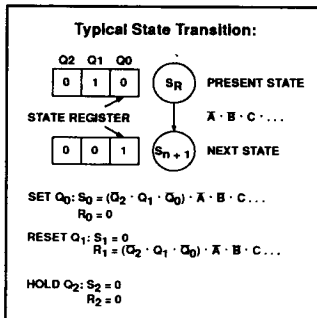 Typical State Transition:
Q2 Q1 Q0
0 1 0
SR
PRESENT STATE
STATE REGISTER
A̅ · B̅ · C · . . .
0 0 1
Sn + 1
NEXT STATE
SET Q0: S0 = (Q̅2 · Q1 · Q̅0) · A̅ · B̅ · C . . .
R0 = 0
RESET Q1: S1 = 0
R1 = (Q̅2 · Q1 · Q̅0) · A̅ · B̅ · C . . .
HOLD Q2: S2 = 0
R2 = 0